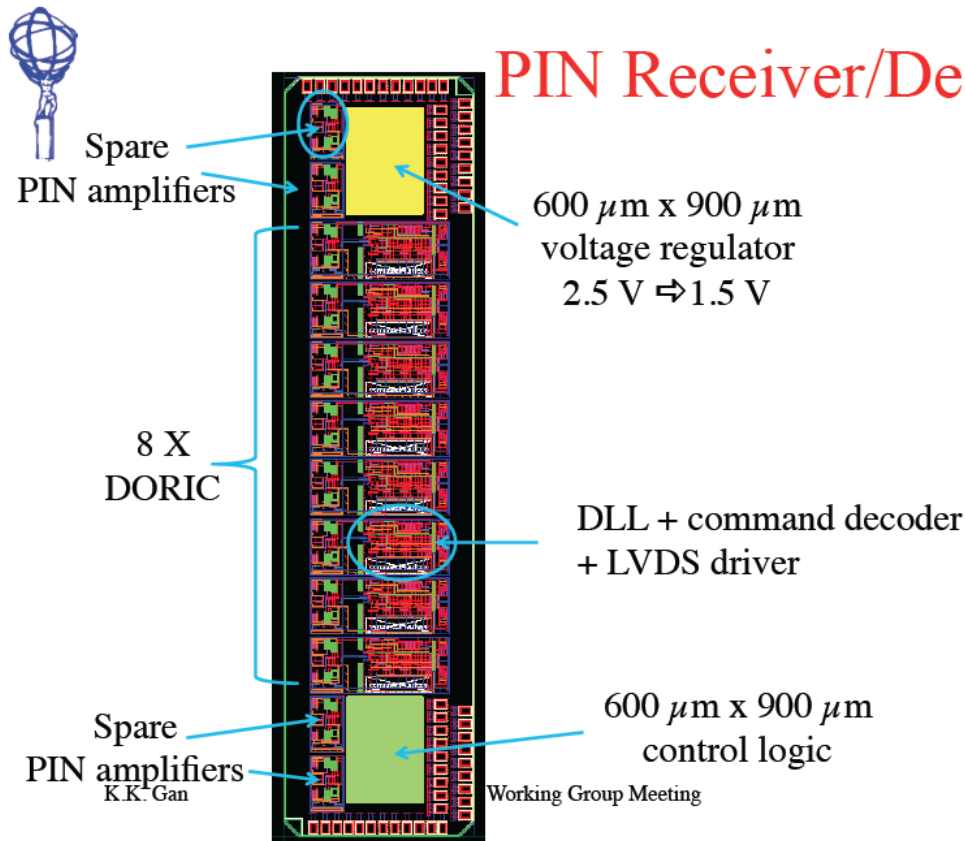 PIN Receiver/De
Spare
PIN amplifiers
600 µm x 900 µm
voltage regulator
2.5 V ⇨1.5 V
8 X
DORIC
DLL + command decoder
+ LVDS driver
600 µm x 900 µm
control logic
Spare
PIN amplifiers
K.K. Gan
Working Group Meeting